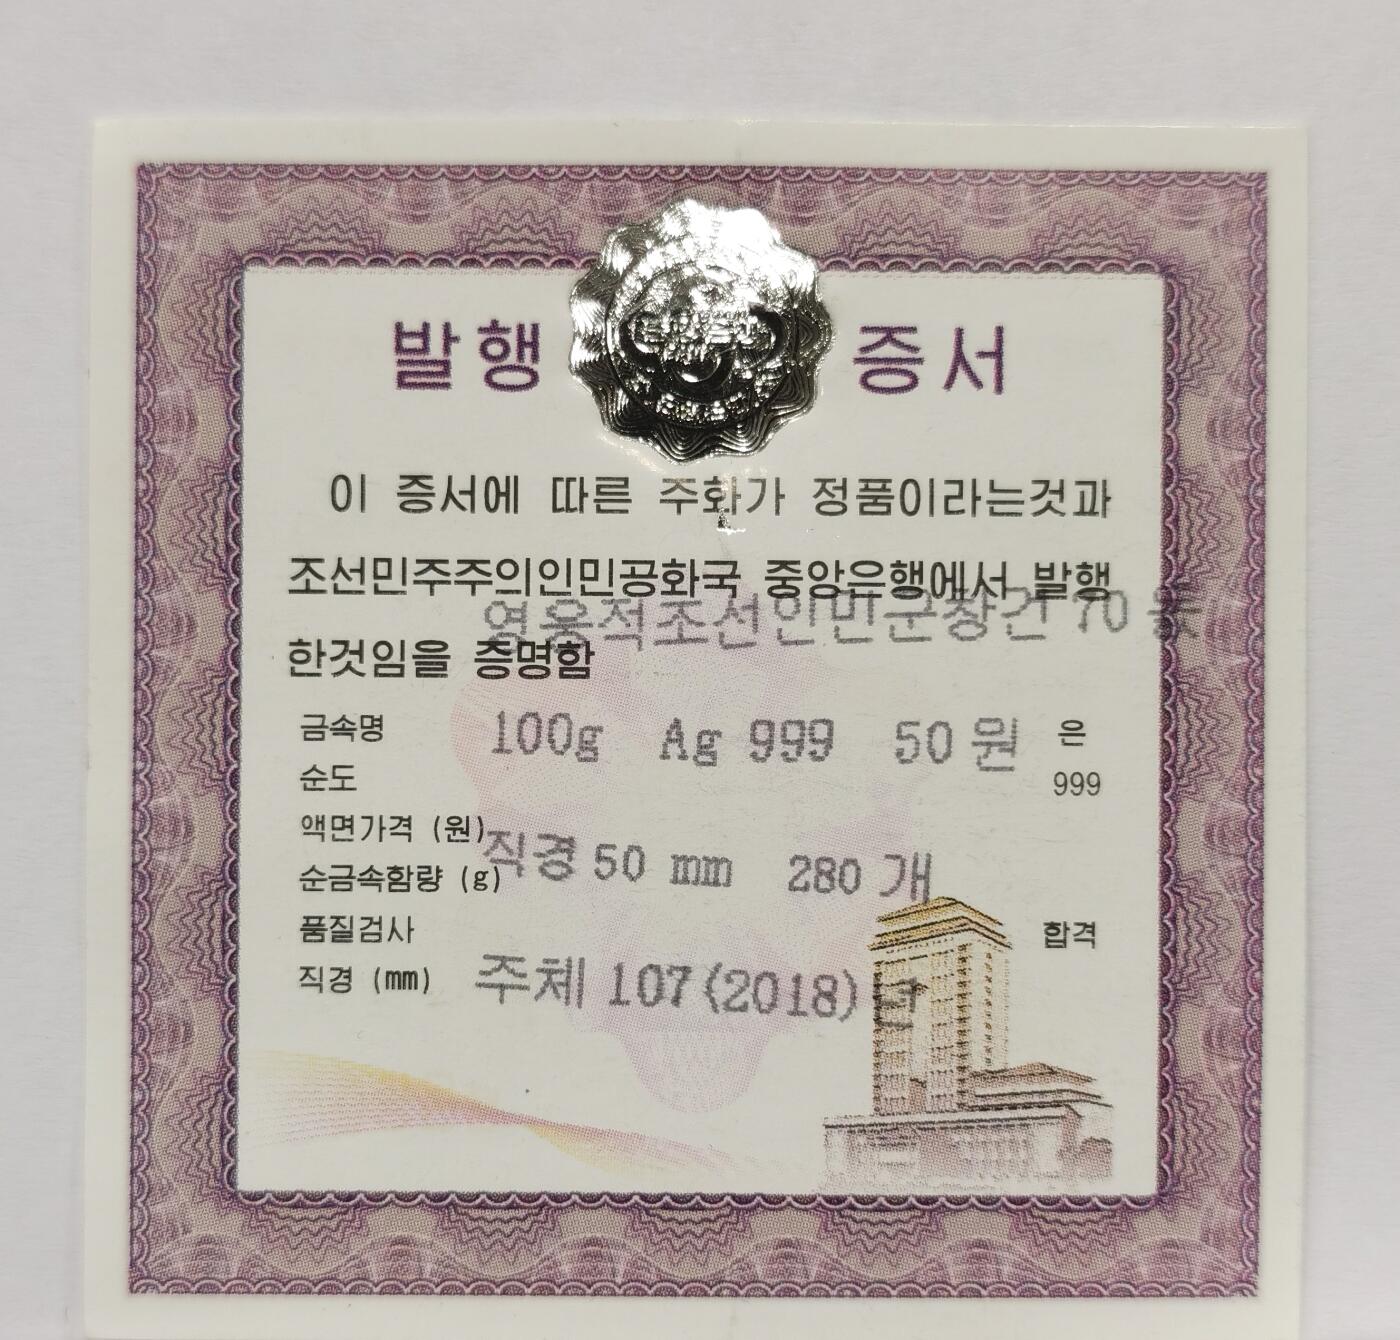 발행 증서
이 증서에 따른 주화가 정품이라는것과
조선민주주의인민공화국 중앙은행에서 발행
영웅적조선인민군창건 70 돐
한것임을 증명함
금속명 은
100g Ag 999 50 원
순도 999
액면가격 (원)
직경 50 mm 280 개
순금속함량 (g)
품질검사 합격
직경 (mm)
주체 107(2018) 년